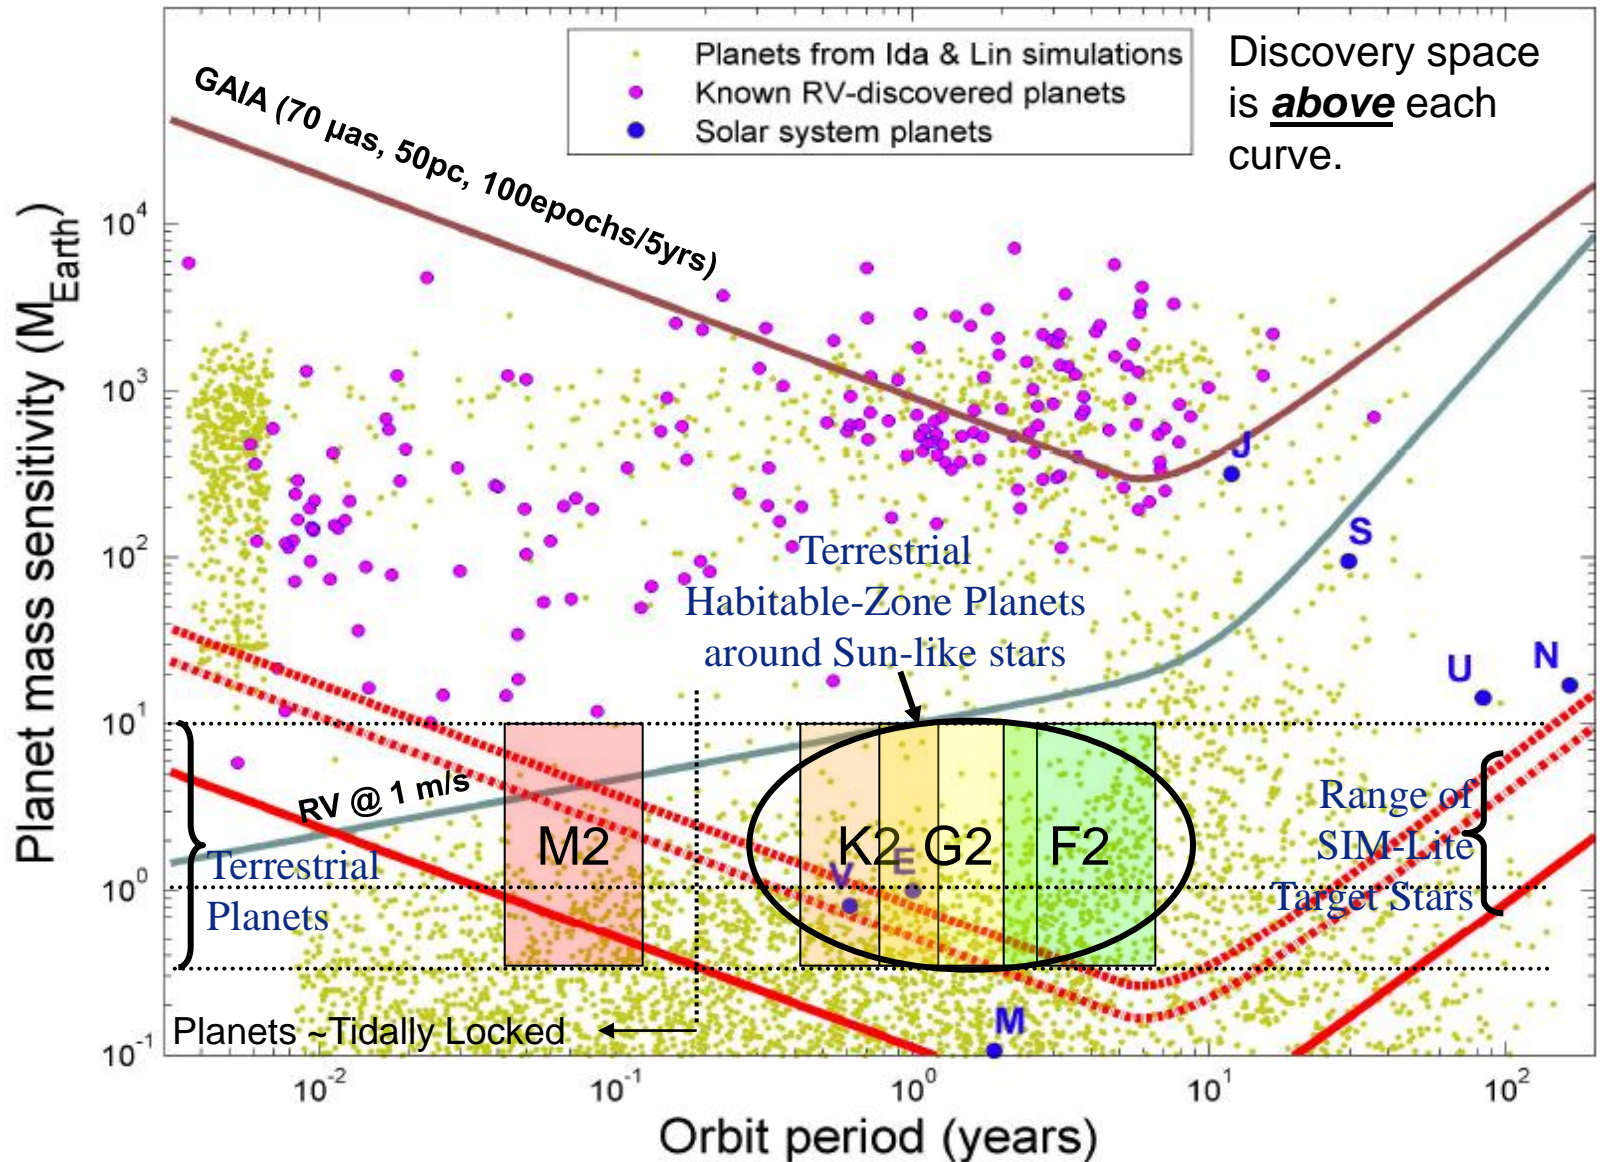 Planets from Ida & Lin simulations
Known RV-discovered planets
Solar system planets
Discovery space
is above each
curve.
GAIA (70 µas, 50pc, 100epochs/5yrs)
Planet mass sensitivity (M_Earth)
10^4
10^3
10^2
10^1
10^0
10^-1
J
S
U
N
Terrestrial
Habitable-Zone Planets
around Sun-like stars
RV @ 1 m/s
Terrestrial
Planets
M2
K2
G2
F2
V
E
M
Range of
SIM-Lite
Target Stars
Planets ~Tidally Locked
10^-2
10^-1
10^0
10^1
10^2
Orbit period (years)